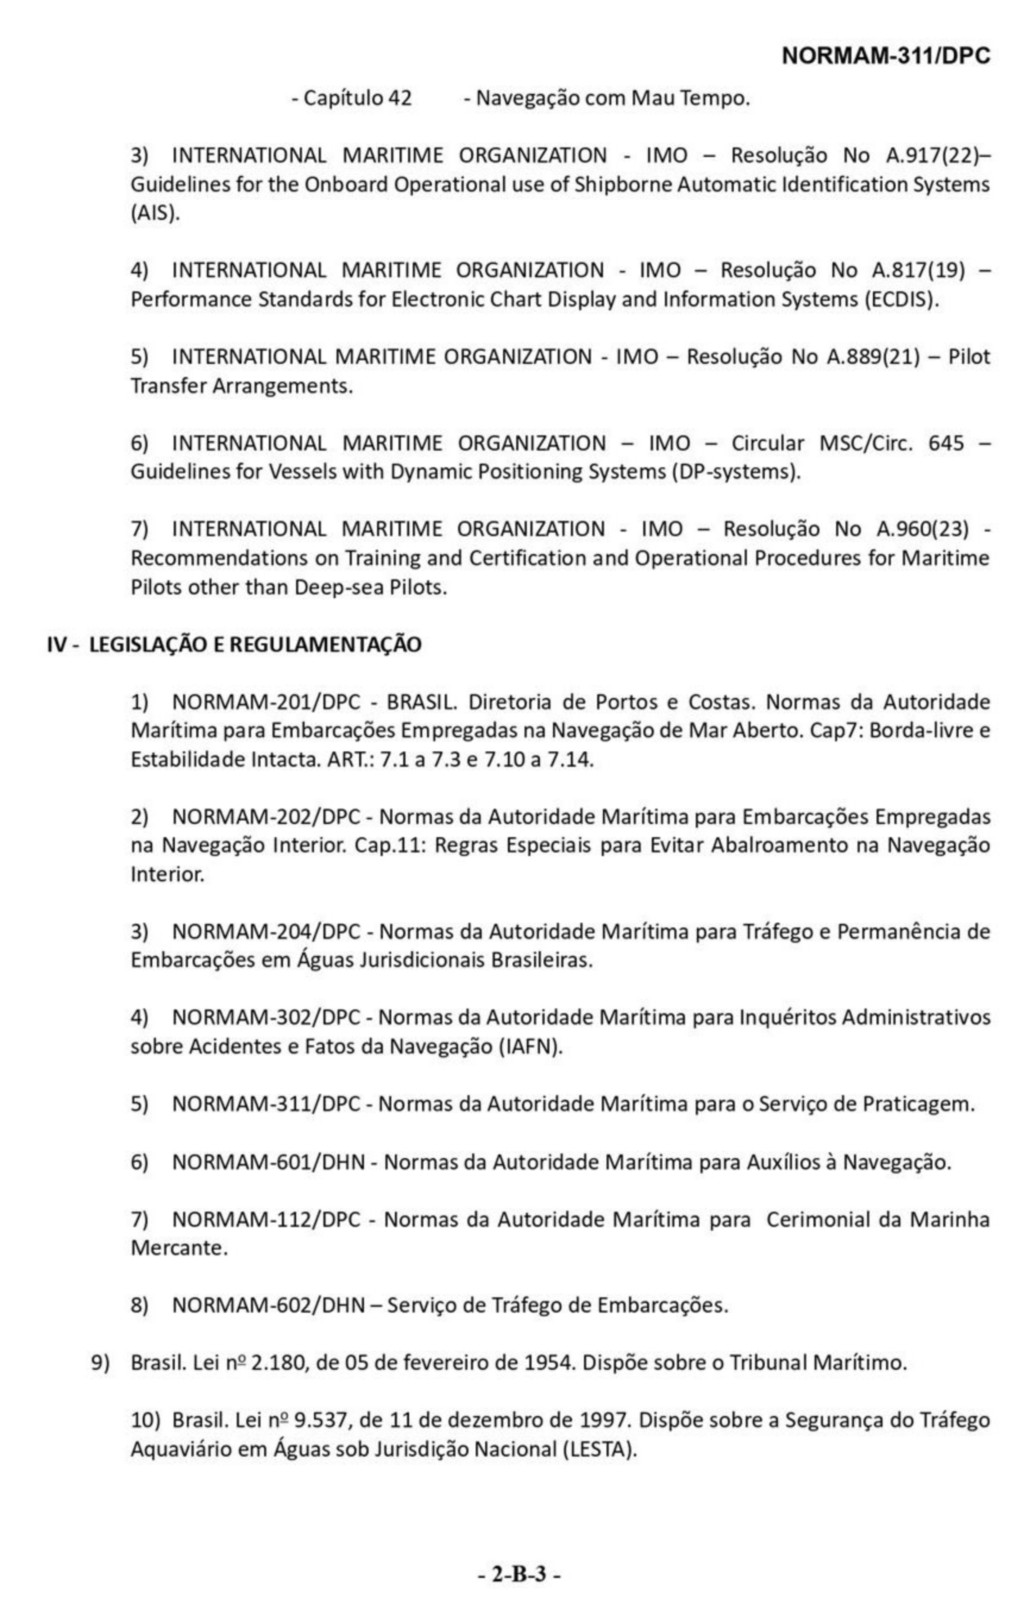 NORMAM-311/DPC
- Capítulo 42 - Navegação com Mau Tempo.
3) INTERNATIONAL MARITIME ORGANIZATION - IMO – Resolução No A.917(22)–
Guidelines for the Onboard Operational use of Shipborne Automatic Identification Systems
(AIS).
4) INTERNATIONAL MARITIME ORGANIZATION - IMO – Resolução No A.817(19) –
Performance Standards for Electronic Chart Display and Information Systems (ECDIS).
5) INTERNATIONAL MARITIME ORGANIZATION - IMO – Resolução No A.889(21) – Pilot
Transfer Arrangements.
6) INTERNATIONAL MARITIME ORGANIZATION – IMO – Circular MSC/Circ. 645 –
Guidelines for Vessels with Dynamic Positioning Systems (DP-systems).
7) INTERNATIONAL MARITIME ORGANIZATION - IMO – Resolução No A.960(23) -
Recommendations on Training and Certification and Operational Procedures for Maritime
Pilots other than Deep-sea Pilots.
IV - LEGISLAÇÃO E REGULAMENTAÇÃO
1) NORMAM-201/DPC - BRASIL. Diretoria de Portos e Costas. Normas da Autoridade
Marítima para Embarcações Empregadas na Navegação de Mar Aberto. Cap7: Borda-livre e
Estabilidade Intacta. ART.: 7.1 a 7.3 e 7.10 a 7.14.
2) NORMAM-202/DPC - Normas da Autoridade Marítima para Embarcações Empregadas
na Navegação Interior. Cap.11: Regras Especiais para Evitar Abalroamento na Navegação
Interior.
3) NORMAM-204/DPC - Normas da Autoridade Marítima para Tráfego e Permanência de
Embarcações em Águas Jurisdicionais Brasileiras.
4) NORMAM-302/DPC - Normas da Autoridade Marítima para Inquéritos Administrativos
sobre Acidentes e Fatos da Navegação (IAFN).
5) NORMAM-311/DPC - Normas da Autoridade Marítima para o Serviço de Praticagem.
6) NORMAM-601/DHN - Normas da Autoridade Marítima para Auxílios à Navegação.
7) NORMAM-112/DPC - Normas da Autoridade Marítima para Cerimonial da Marinha
Mercante.
8) NORMAM-602/DHN – Serviço de Tráfego de Embarcações.
9) Brasil. Lei nº 2.180, de 05 de fevereiro de 1954. Dispõe sobre o Tribunal Marítimo.
10) Brasil. Lei nº 9.537, de 11 de dezembro de 1997. Dispõe sobre a Segurança do Tráfego
Aquaviário em Águas sob Jurisdição Nacional (LESTA).
- 2-B-3 -